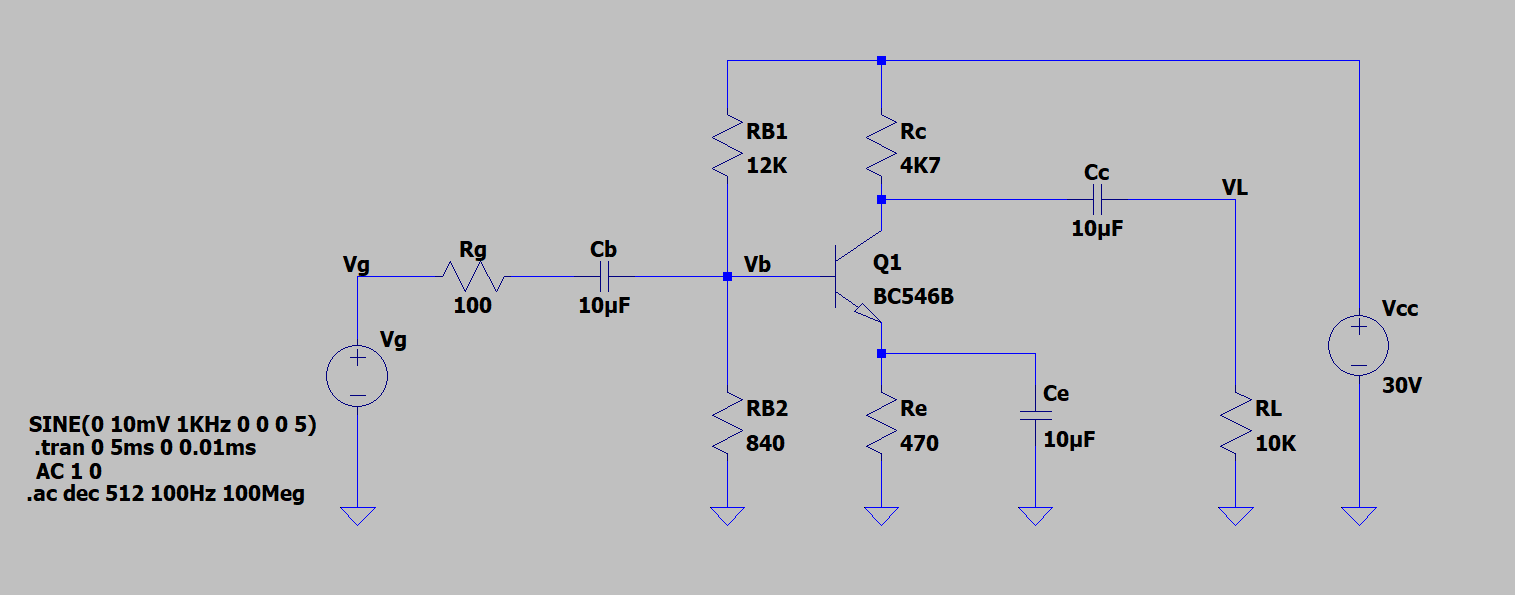 RB1
12K
Rc
4K7
Cc
10µF
VL
Vg
Rg
100
Cb
10µF
Vb
Q1
BC546B
Vcc
30V
Vg
SINE(0 10mV 1KHz 0 0 0 5)
.tran 0 5ms 0 0.01ms
AC 1 0
.ac dec 512 100Hz 100Meg
RB2
840
Re
470
Ce
10µF
RL
10K